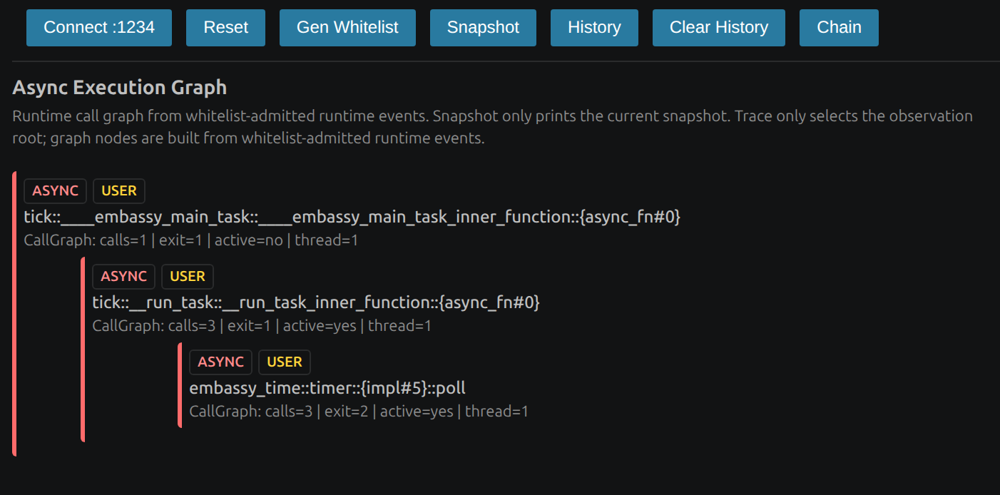 Connect :1234 Reset Gen Whitelist Snapshot History Clear History Chain
Async Execution Graph
Runtime call graph from whitelist-admitted runtime events. Snapshot only prints the current snapshot. Trace only selects the observation
root; graph nodes are built from whitelist-admitted runtime events.
ASYNC USER
tick::____embassy_main_task::____embassy_main_task_inner_function::{async_fn#0}
CallGraph: calls=1 | exit=1 | active=no | thread=1
ASYNC USER
tick::__run_task::__run_task_inner_function::{async_fn#0}
CallGraph: calls=3 | exit=1 | active=yes | thread=1
ASYNC USER
embassy_time::timer::{impl#5}::poll
CallGraph: calls=3 | exit=2 | active=yes | thread=1